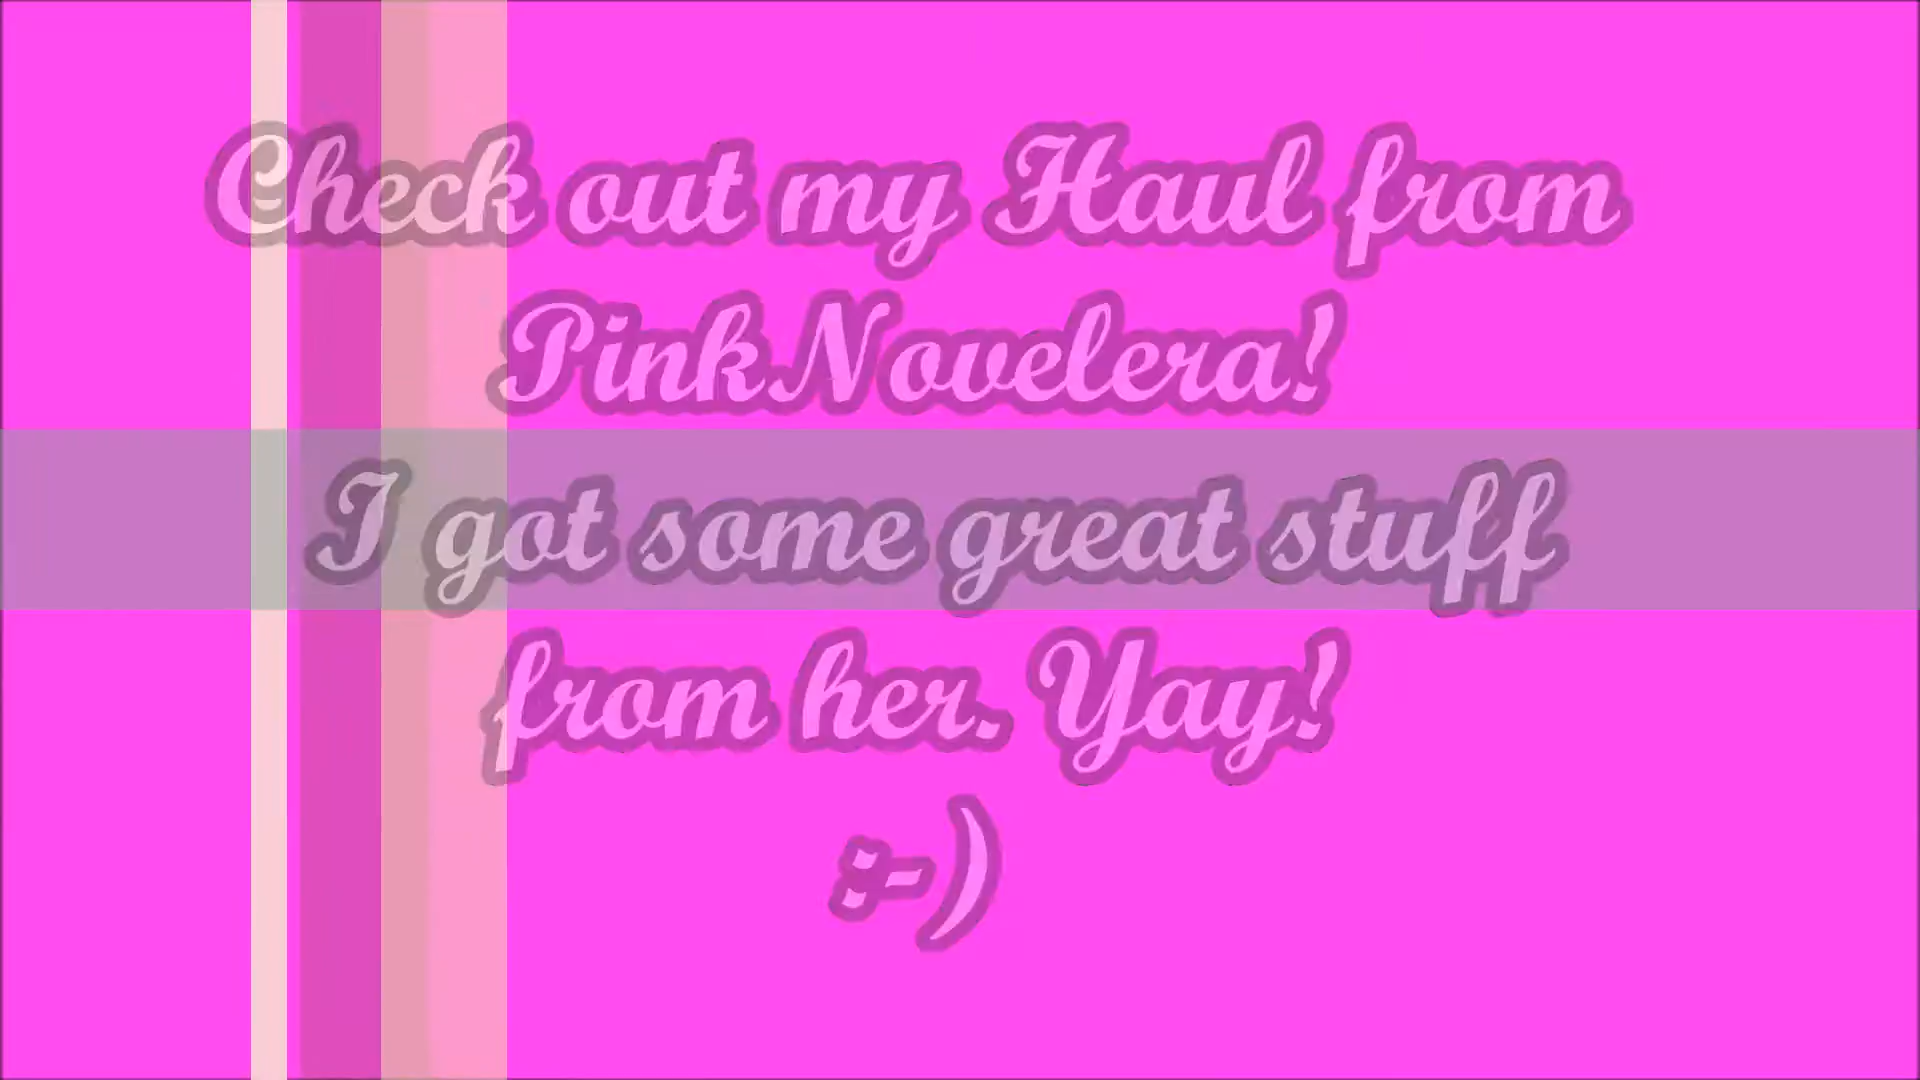 Check out my Haul from
PinkNovelera!
I got some great stuff
from her. Yay!
:-)